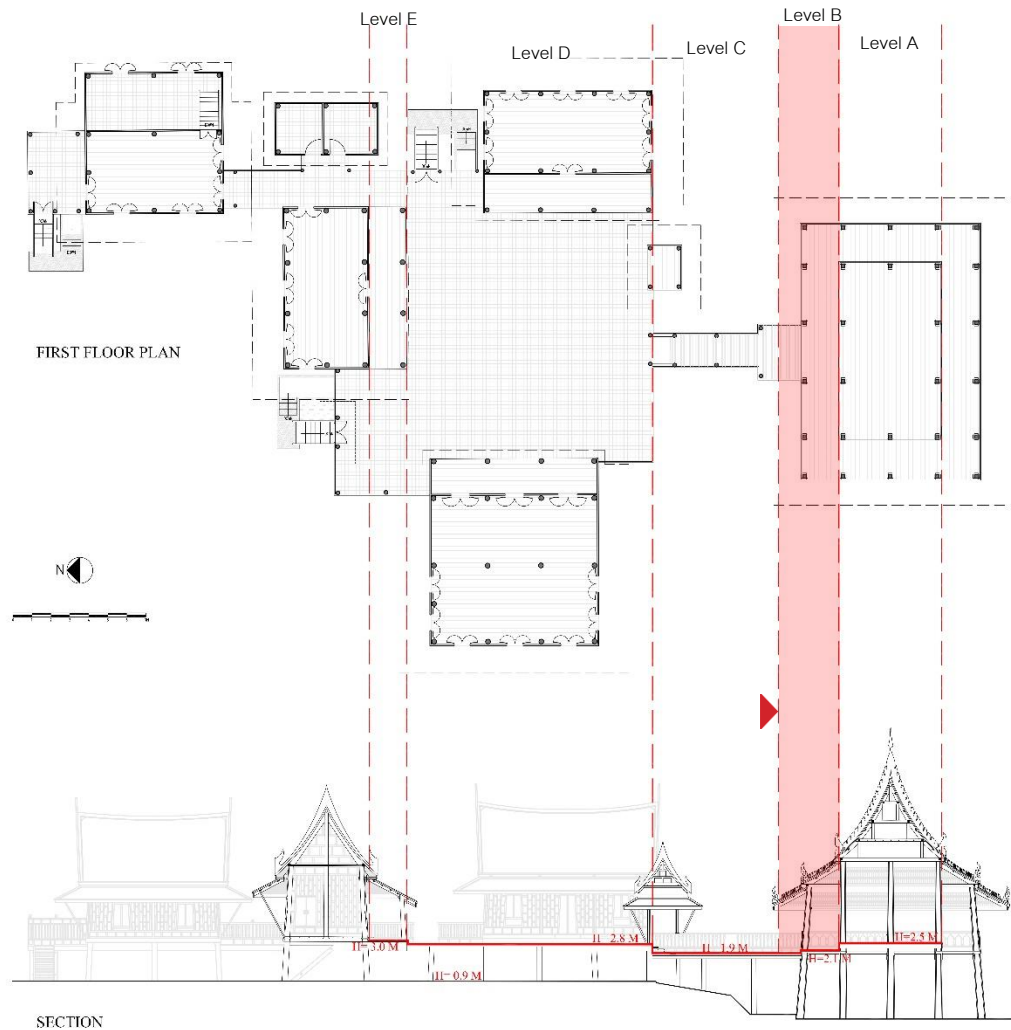 Level E
Level D
Level C
Level B
Level A
FIRST FLOOR PLAN
N
H=3.0 M
H=2.8 M
H=1.9 M
H=2.1 M
H=2.5 M
H=0.9 M
SECTION